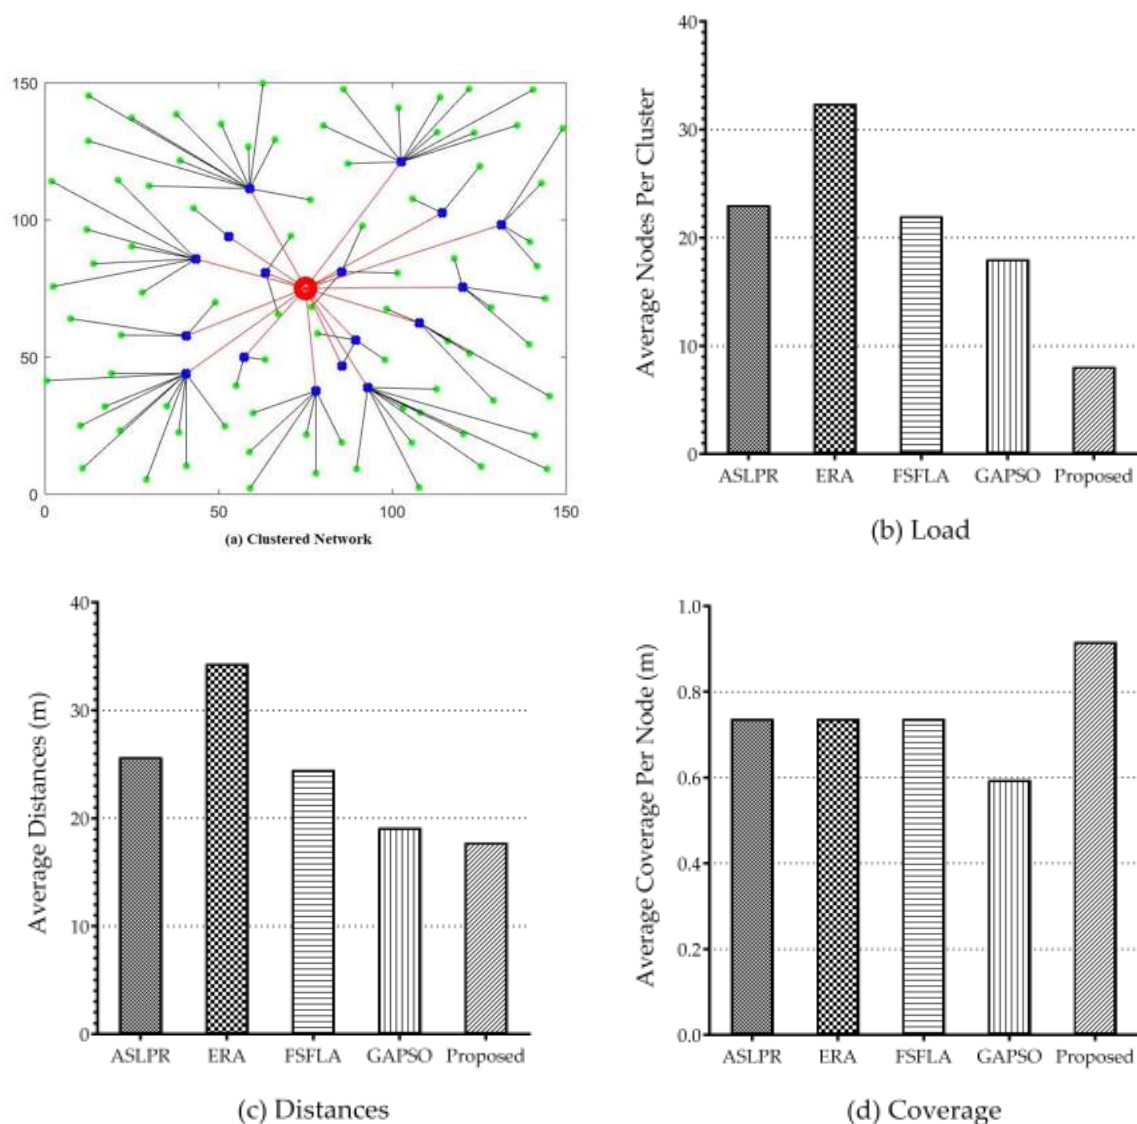 150
100
50
0
0
50
100
150
(a) Clustered Network
Average Nodes Per Cluster
40
30
20
10
0
ASLPR
ERA
FSFLA
GAPSO
Proposed
(b) Load
Average Distances (m)
40
30
20
10
0
ASLPR
ERA
FSFLA
GAPSO
Proposed
(c) Distances
Average Coverage Per Node (m)
1.0
0.8
0.6
0.4
0.2
0.0
ASLPR
ERA
FSFLA
GAPSO
Proposed
(d) Coverage